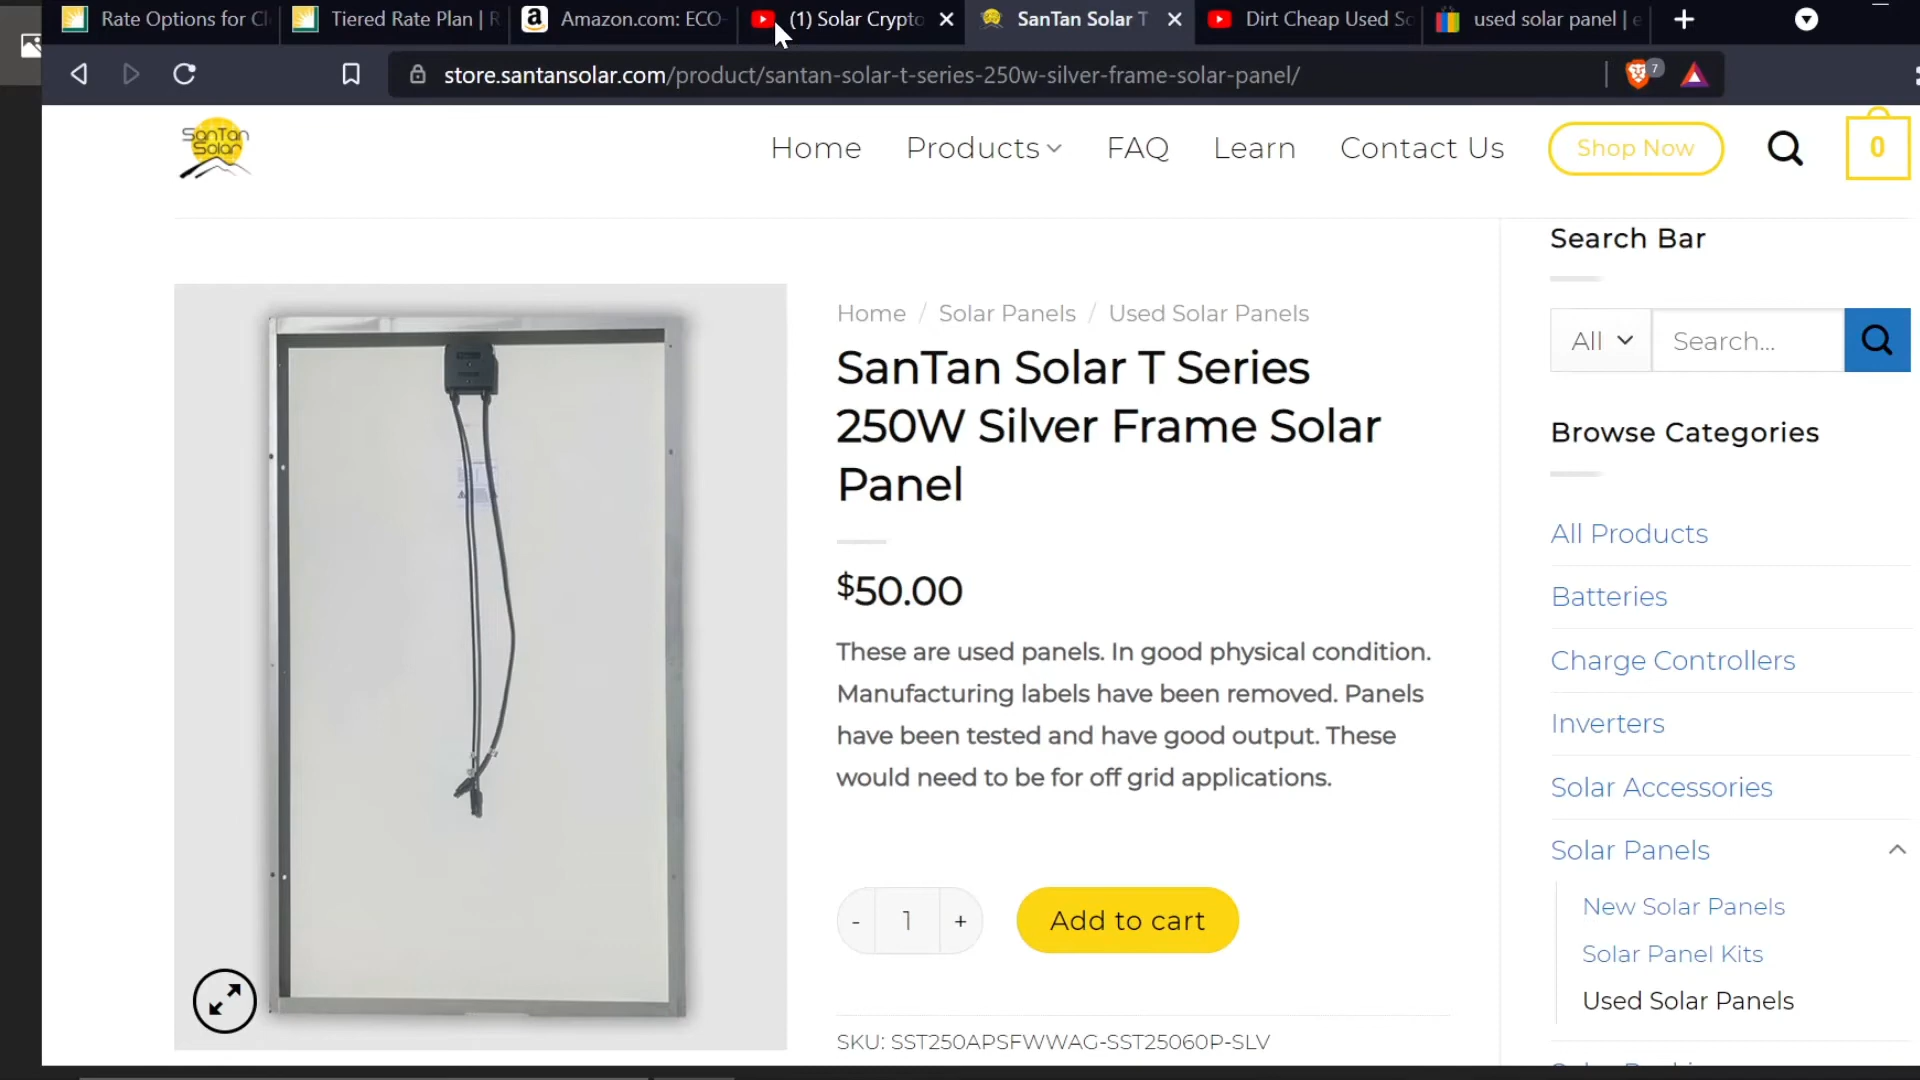 Rate Options for Cl
Tiered Rate Plan | R
Amazon.com: ECO-
(1) Solar Crypto
SanTan Solar T
Dirt Cheap Used So
used solar panel | e
store.santansolar.com/product/santan-solar-t-series-250w-silver-frame-solar-panel/
7
SanTan
Solar
Home
Products
FAQ
Learn
Contact Us
Shop Now
0
Home / Solar Panels / Used Solar Panels
SanTan Solar T Series
250W Silver Frame Solar
Panel
$50.00
These are used panels. In good physical condition.
Manufacturing labels have been removed. Panels
have been tested and have good output. These
would need to be for off grid applications.
- 1 +
Add to cart
SKU: SST250APSFWWAG-SST25060P-SLV
Search Bar
All
Search...
Browse Categories
All Products
Batteries
Charge Controllers
Inverters
Solar Accessories
Solar Panels
New Solar Panels
Solar Panel Kits
Used Solar Panels